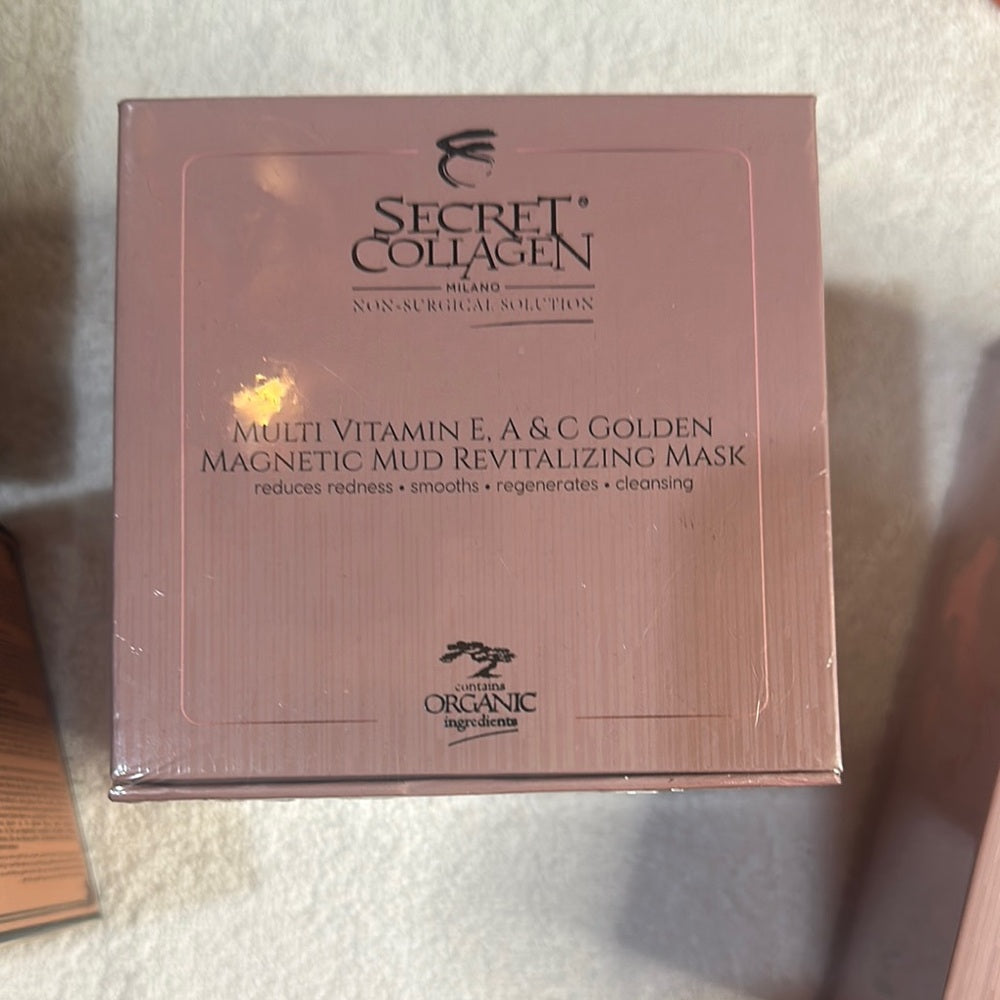 SECRET®
COLLAGEN
MILANO
NON-SURGICAL SOLUTION
MULTI VITAMIN E, A & C GOLDEN
MAGNETIC MUD REVITALIZING MASK
reduces redness • smooths • regenerates • cleansing
contains
ORGANIC
ingredients